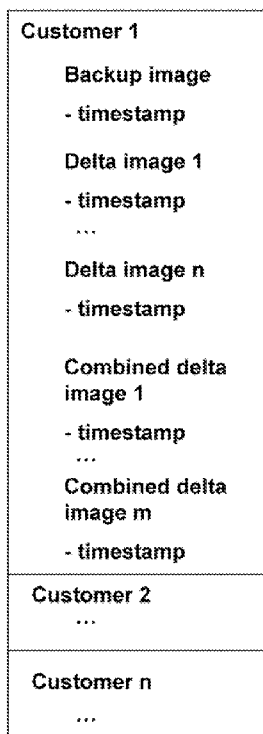 Customer 1
Backup image
- timestamp
Delta image 1
- timestamp
...
Delta image n
- timestamp
Combined delta
image 1
- timestamp
...
Combined delta
image m
- timestamp
Customer 2
...
Customer n
...